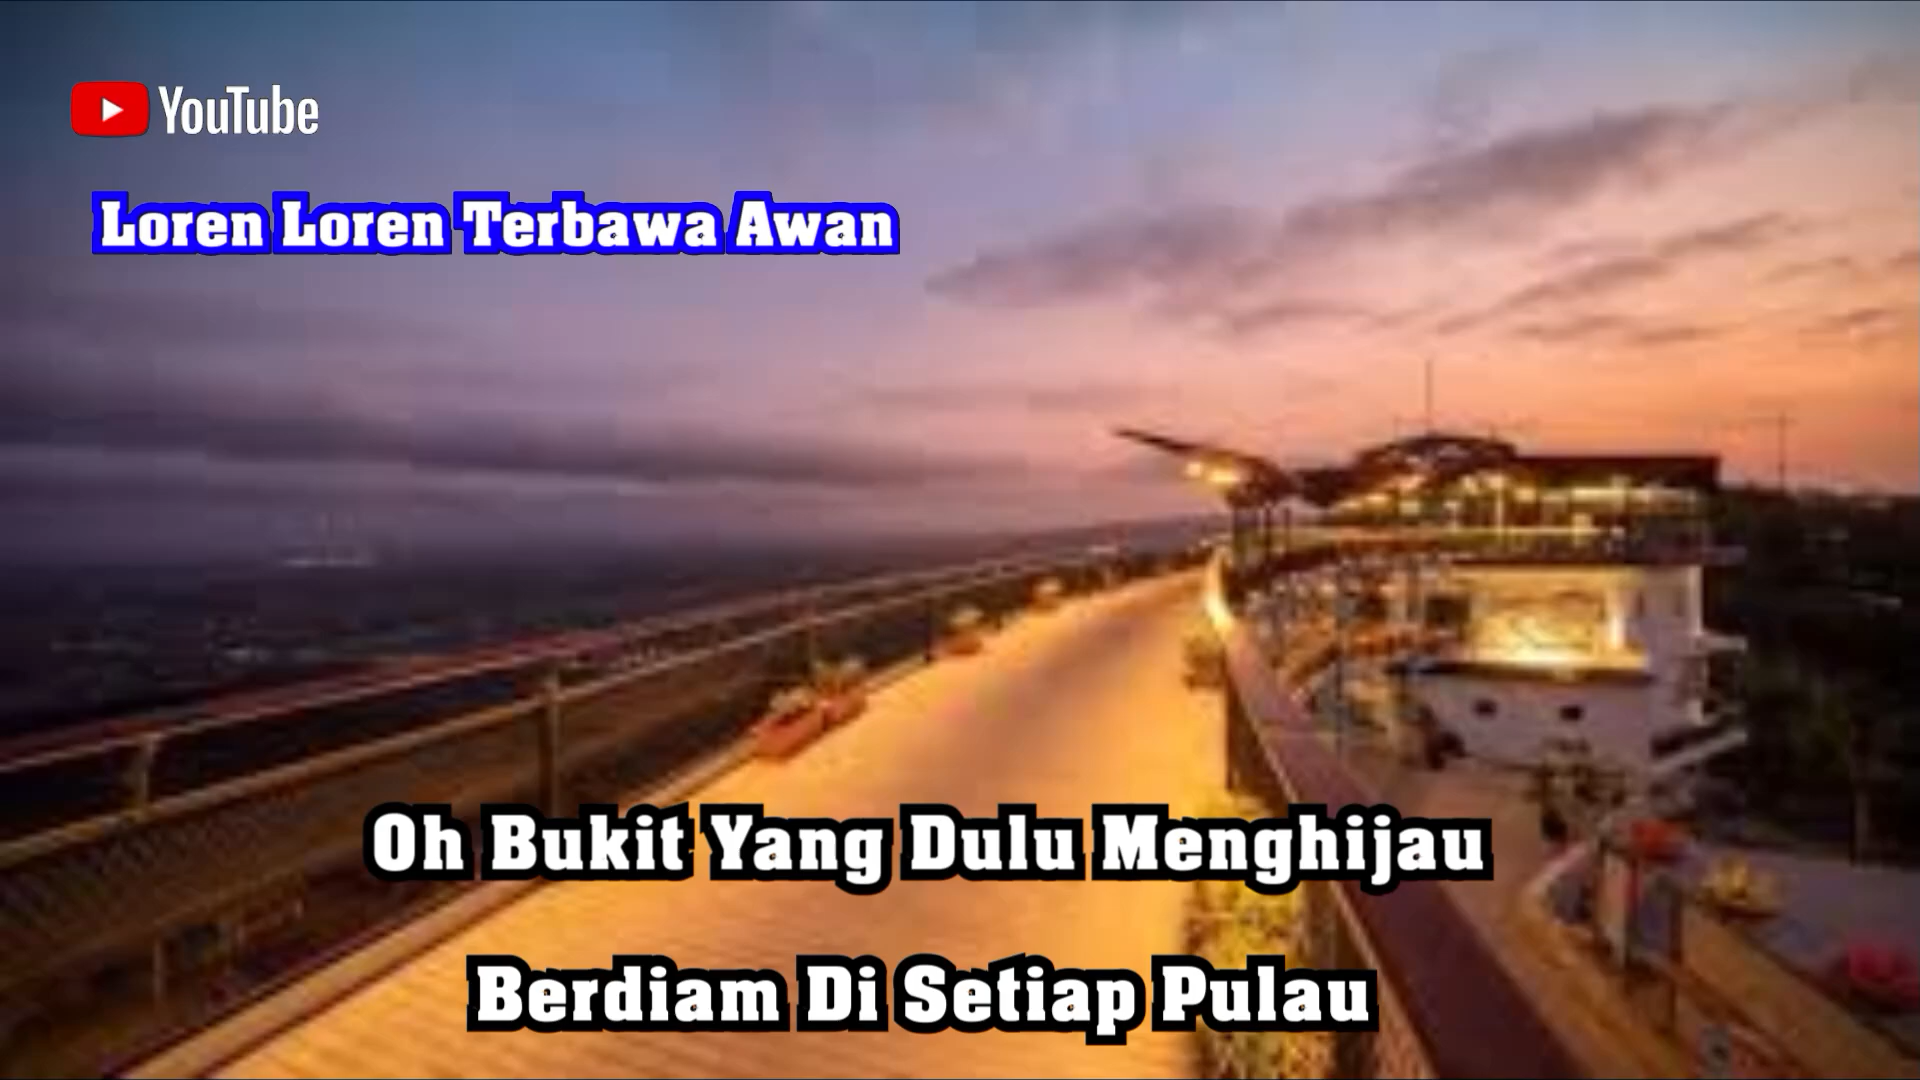 YouTube
Loren Loren Terbawa Awan
Oh Bukit Yang Dulu Menghijau
Berdiam Di Setiap Pulau